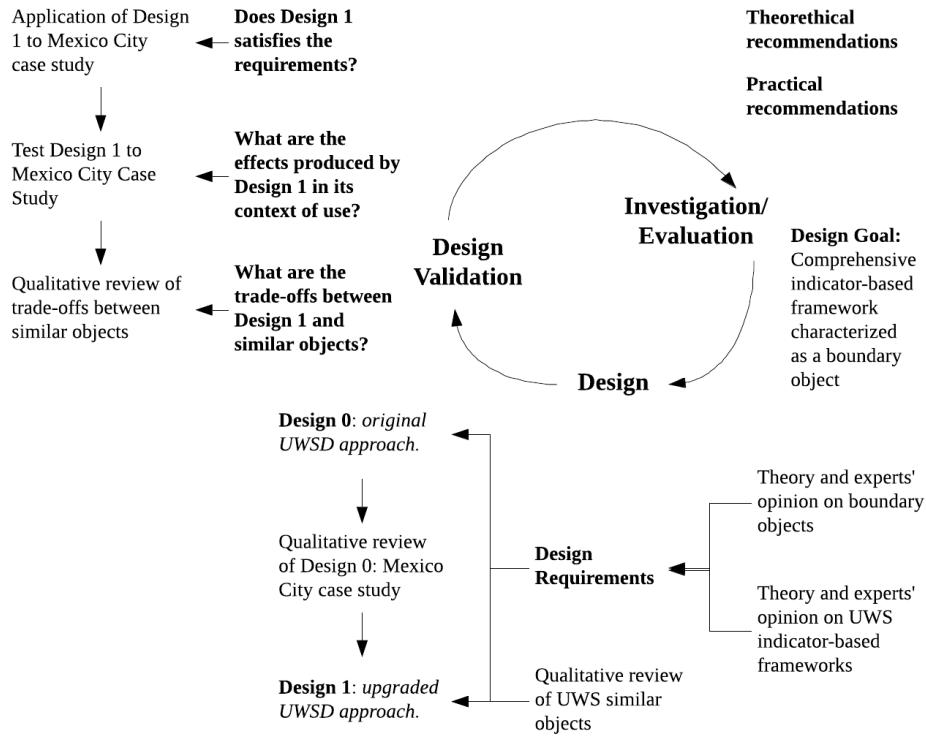 Application of Design
1 to Mexico City
case study
Does Design 1
satisfies the
requirements?
Theorethical
recommendations
Practical
recommendations
Test Design 1 to
Mexico City Case
Study
What are the
effects produced by
Design 1 in its
context of use?
Qualitative review of
trade-offs between
similar objects
What are the
trade-offs between
Design 1 and
similar objects?
Design
Validation
Investigation/
Evaluation
Design Goal:
Comprehensive
indicator-based
framework
characterized
as a boundary
object
Design
Design 0: original
UWSD approach.
Qualitative review
of Design 0: Mexico
City case study
Design 1: upgraded
UWSD approach.
Design
Requirements
Qualitative review
of UWS similar
objects
Theory and experts'
opinion on boundary
objects
Theory and experts'
opinion on UWS
indicator-based
frameworks